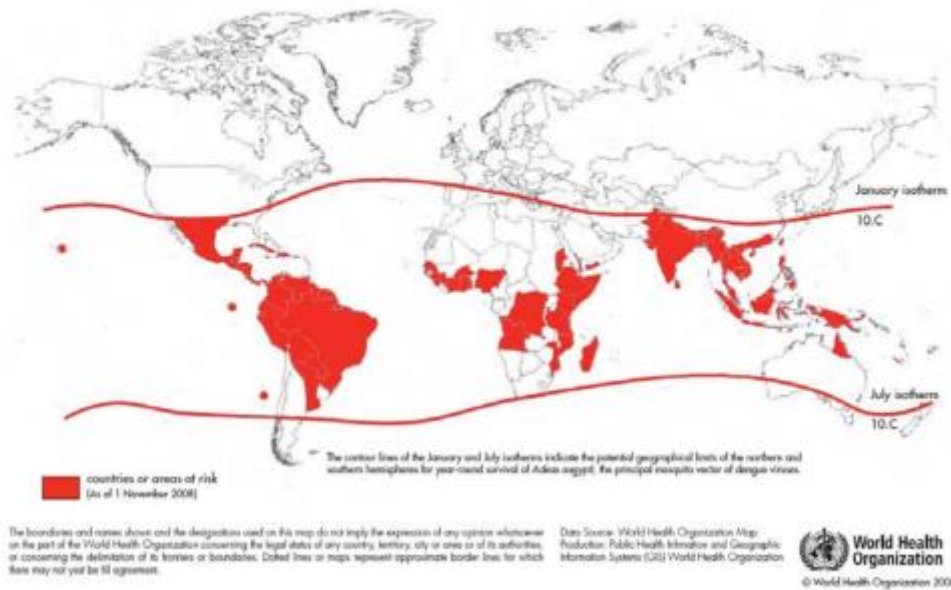 January isotherm
10.C
July isotherm
10.C
The contour lines of the January and July isotherms indicate the potential geographical limits of the northern and
southern hemispheres for year-round survival of Adeas aegypti, the principal mosquito vector of dengue viruses.
countries or areas at risk
(As of 1 November 2008)
The boundaries and names shown and the designations used on this map do not imply the expression of any opinion whatsoever
on the part of the World Health Organization concerning the legal status of any country, territory, city or area or of its authorities,
or concerning the delimitation of its frontiers or boundaries. Dotted lines or maps represent approximate border lines for which
there may not yet be fill agreement.
Data Source: World Health Organization Map
Production: Public Health Information and Geographic
Information Systems (GIS) World Health Organization
World Health
Organization
© World Health Organization